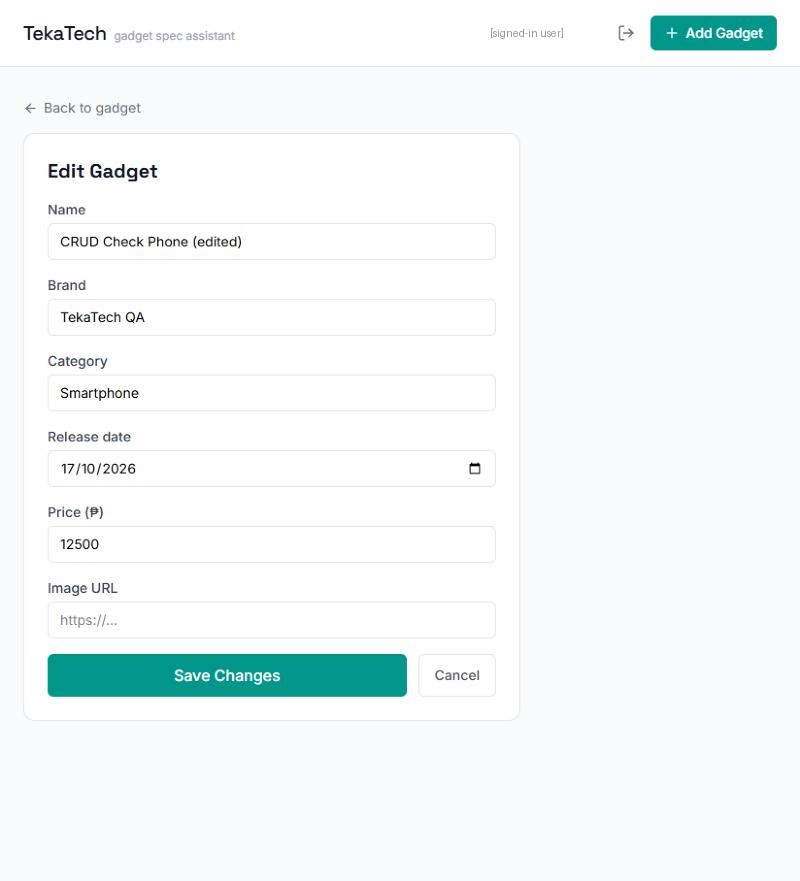 TekaTech gadget spec assistant
[signed-in user]
+ Add Gadget
← Back to gadget
Edit Gadget
Name
CRUD Check Phone (edited)
Brand
TekaTech QA
Category
Smartphone
Release date
17/10/2026
Price (₱)
12500
Image URL
https://...
Save Changes
Cancel